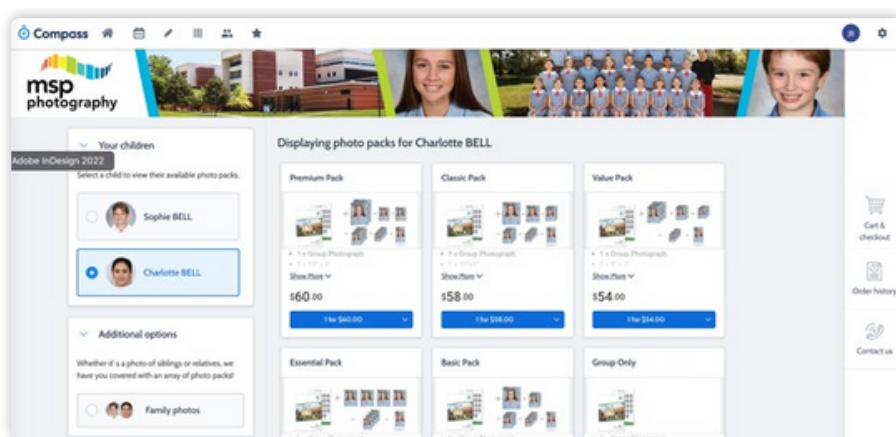 Compass
msp
photography
Your children
Adobe InDesign 2022
Select a child to view their available photo packs.
Sophie BELL
Charlotte BELL
Additional options
Whether it' s a photo of siblings or relatives, we
have you covered with an array of photo packs!
Family photos
Displaying photo packs for Charlotte BELL
Premium Pack
1 x Group Photograph
Show More
$60.00
1 for $60.00
Classic Pack
1 x Group Photograph
Show More
$58.00
1 for $58.00
Value Pack
1 x Group Photograph
Show More
$54.00
1 for $54.00
Essential Pack
Basic Pack
Group Only
Cart &
checkout
Order history
Contact us